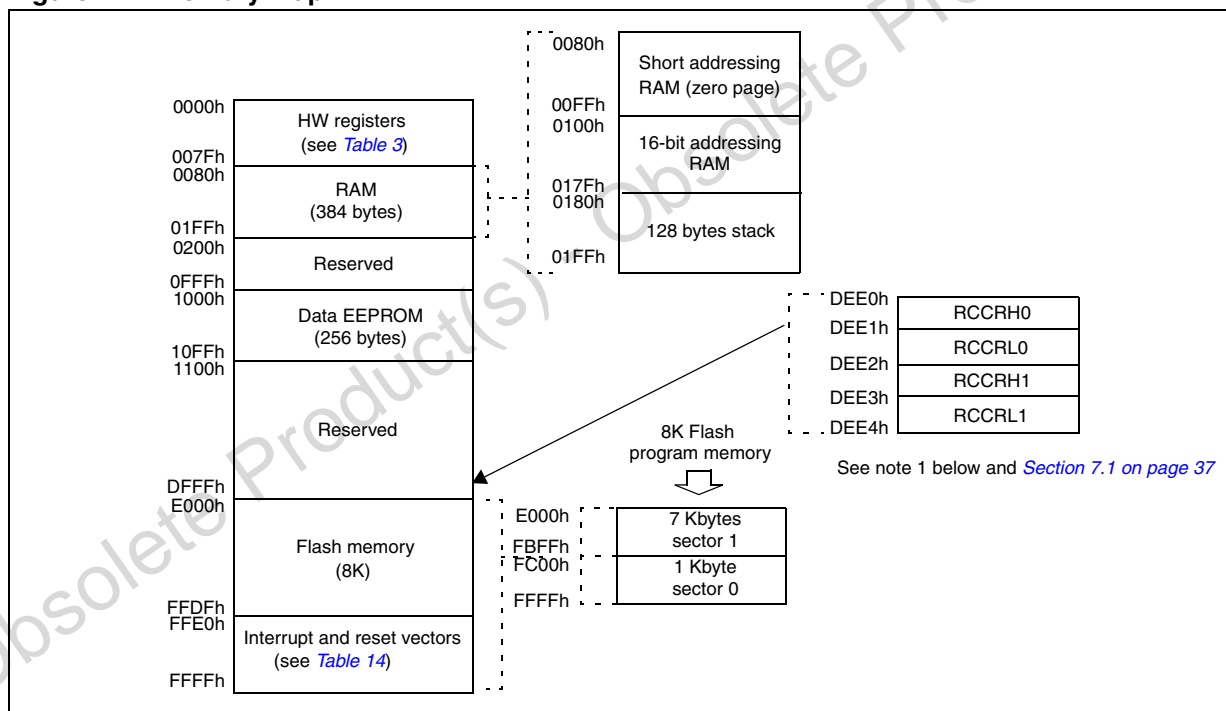 0000h
HW registers
(see Table 3)
007Fh
0080h
RAM
(384 bytes)
01FFh
0200h
Reserved
0FFFh
1000h
Data EEPROM
(256 bytes)
10FFh
1100h
Reserved
DFFFh
E000h
Flash memory
(8K)
FFDFh
FFE0h
Interrupt and reset vectors
(see Table 14)
FFFFh
0080h
Short addressing
RAM (zero page)
00FFh
0100h
16-bit addressing
RAM
017Fh
0180h
128 bytes stack
01FFh
DEE0h
RCCRH0
DEE1h
RCCRL0
DEE2h
RCCRH1
DEE3h
RCCRL1
DEE4h
See note 1 below and Section 7.1 on page 37
8K Flash
program memory
E000h
7 Kbytes
sector 1
FBFFh
FC00h
1 Kbyte
sector 0
FFFFh
Obsolete Product(s) - Obsolete